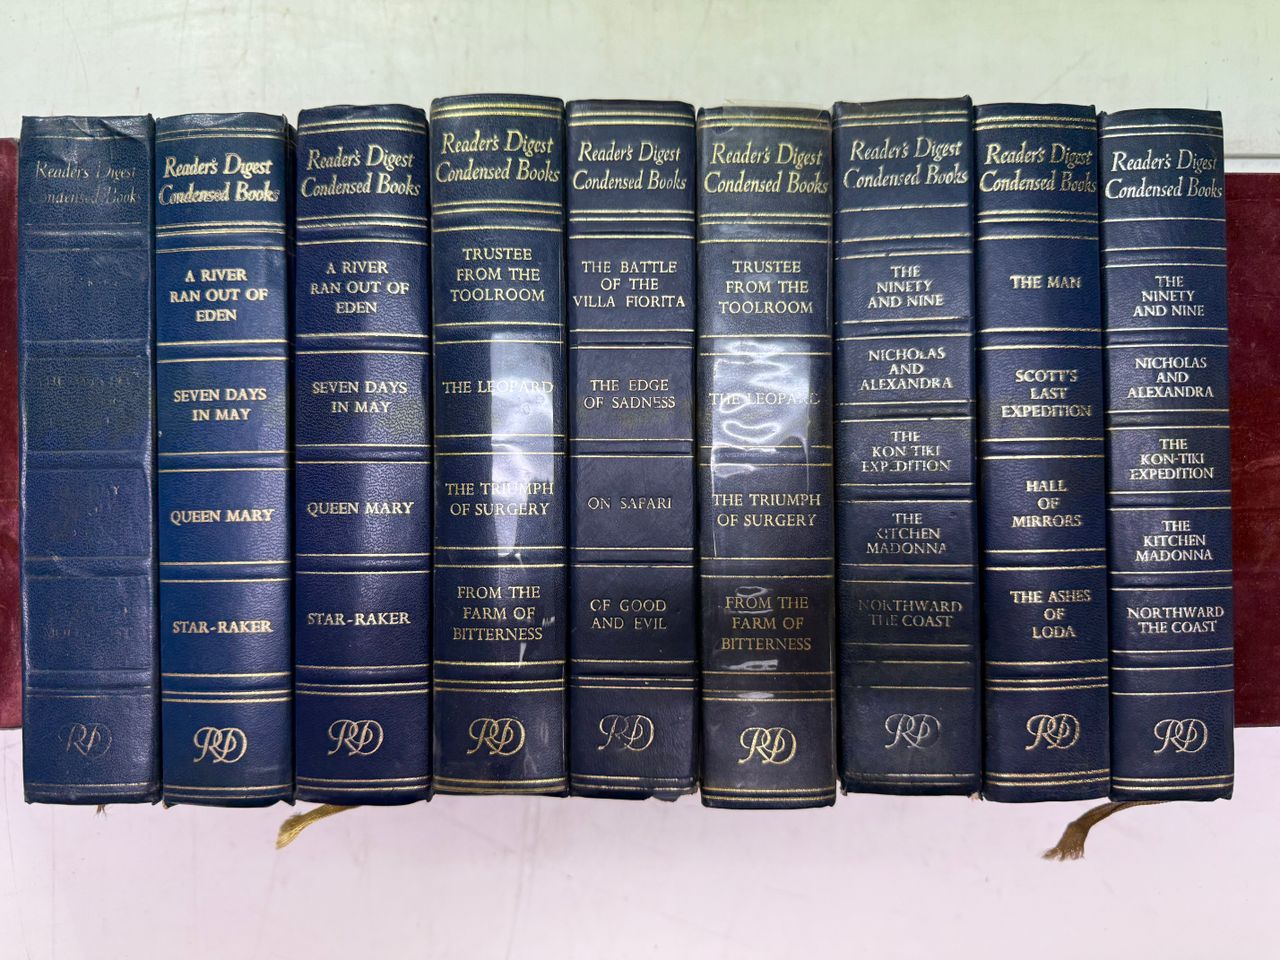 Reader's Digest
Condensed Books
Reader's Digest
Condensed Books
A RIVER
RAN OUT OF
EDEN
SEVEN DAYS
IN MAY
QUEEN MARY
STAR-RAKER
RD
Reader's Digest
Condensed Books
A RIVER
RAN OUT OF
EDEN
SEVEN DAYS
IN MAY
QUEEN MARY
STAR-RAKER
RD
Reader's Digest
Condensed Books
TRUSTEE
FROM THE
TOOLROOM
THE LEOPARD
THE TRIUMPH
OF SURGERY
FROM THE
FARM OF
BITTERNESS
RD
Reader's Digest
Condensed Books
THE BATTLE
OF THE
VILLA FIORITA
THE EDGE
OF SADNESS
ON SAFARI
OF GOOD
AND EVIL
RD
Reader's Digest
Condensed Books
TRUSTEE
FROM THE
TOOLROOM
THE LEOPARD
THE TRIUMPH
OF SURGERY
FROM THE
FARM OF
BITTERNESS
RD
Reader's Digest
Condensed Books
THE
NINETY
AND NINE
NICHOLAS
AND
ALEXANDRA
THE
KON TIKI
EXPEDITION
THE
KITCHEN
MADONNA
NORTHWARD
THE COAST
RD
Reader's Digest
Condensed Books
THE MAN
SCOTT'S
LAST
EXPEDITION
HALL
OF
MIRRORS
THE ASHES
OF
LODA
RD
Reader's Digest
Condensed Books
THE
NINETY
AND NINE
NICHOLAS
AND
ALEXANDRA
THE
KON-TIKI
EXPEDITION
THE
KITCHEN
MADONNA
NORTHWARD
THE COAST
RD